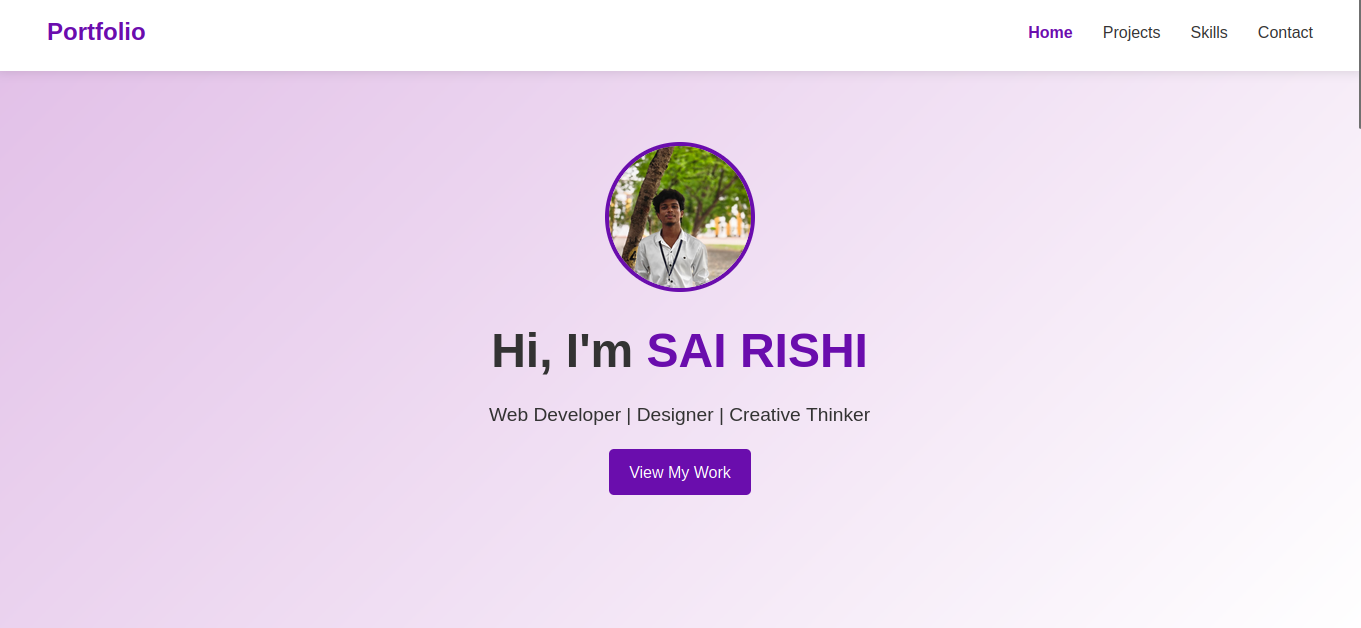 Portfolio
Home Projects Skills Contact
Hi, I'm SAI RISHI
Web Developer | Designer | Creative Thinker
View My Work